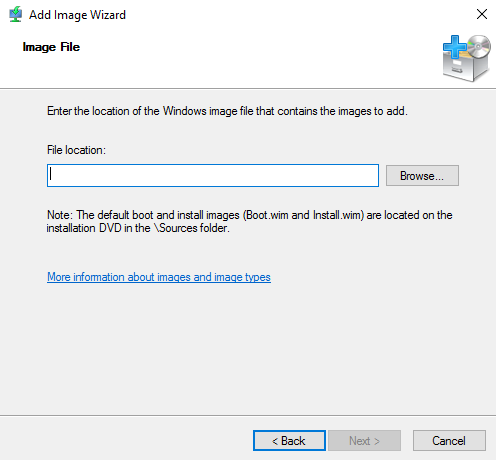 Add Image Wizard
Image File
Enter the location of the Windows image file that contains the images to add.
File location:
Browse...
Note: The default boot and install images (Boot.wim and Install.wim) are located on the
installation DVD in the \Sources folder.
More information about images and image types
< Back
Next >
Cancel